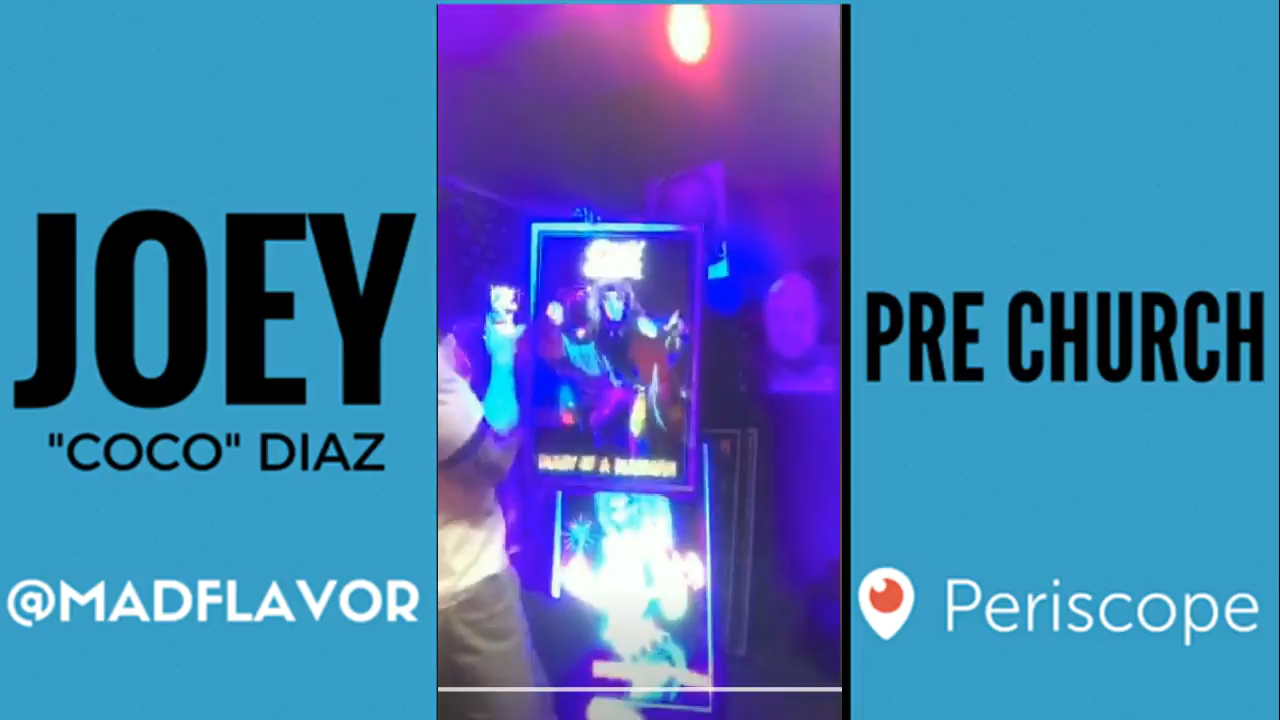 JOEY
"COCO" DIAZ
@MADFLAVOR
PRE CHURCH
Periscope